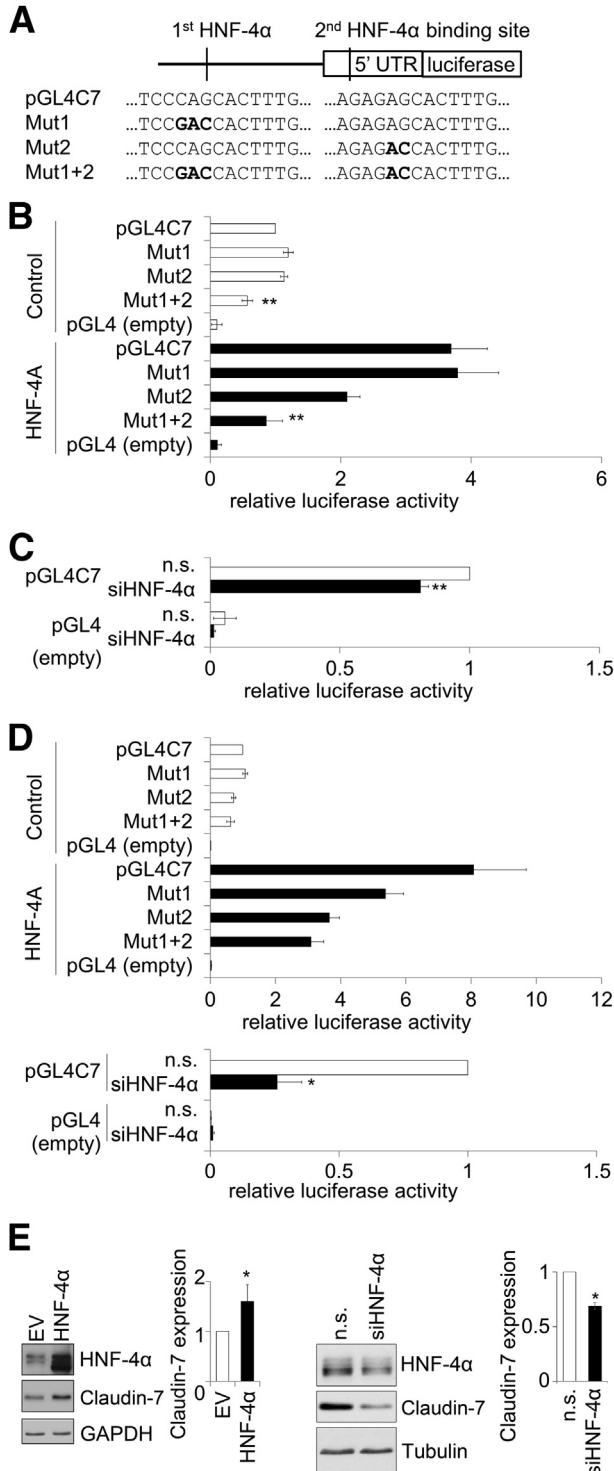 A
1st HNF-4α
2nd HNF-4α binding site
5' UTR
luciferase
pGL4C7 ...TCCCAGCACTTTG... ...AGAGAGCACTTTG...
Mut1 ...TCCGACCACTTTG... ...AGAGAGCACTTTG...
Mut2 ...TCCCAGCACTTTG... ...AGAGACCACTTTG...
Mut1+2 ...TCCGACCACTTTG... ...AGAGACCACTTTG...
B
Control
pGL4C7
Mut1
Mut2
Mut1+2 **
pGL4 (empty)
HNF-4A
pGL4C7
Mut1
Mut2
Mut1+2 **
pGL4 (empty)
0 2 4 6
relative luciferase activity
C
pGL4C7
n.s.
siHNF-4α **
pGL4
(empty)
n.s.
siHNF-4α
0 0.5 1 1.5
relative luciferase activity
D
Control
pGL4C7
Mut1
Mut2
Mut1+2
pGL4 (empty)
HNF-4A
pGL4C7
Mut1
Mut2
Mut1+2
pGL4 (empty)
0 2 4 6 8 10 12
relative luciferase activity
pGL4C7
n.s.
siHNF-4α *
pGL4
(empty)
n.s.
siHNF-4α
0 0.5 1 1.5
relative luciferase activity
E
EV
HNF-4α
HNF-4α
Claudin-7
GAPDH
Claudin-7 expression
2
1
0
*
EV
HNF-4α
n.s.
siHNF-4α
HNF-4α
Claudin-7
Tubulin
Claudin-7 expression
1
0.5
0
*
n.s.
siHNF-4α